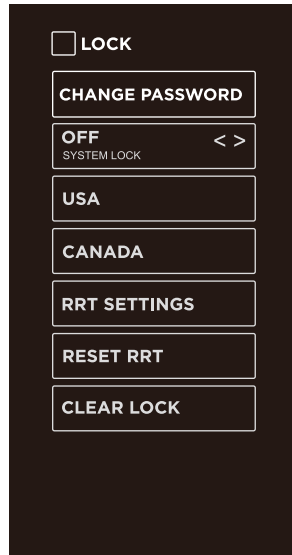 LOCK
CHANGE PASSWORD
OFF < >
SYSTEM LOCK
USA
CANADA
RRT SETTINGS
RESET RRT
CLEAR LOCK